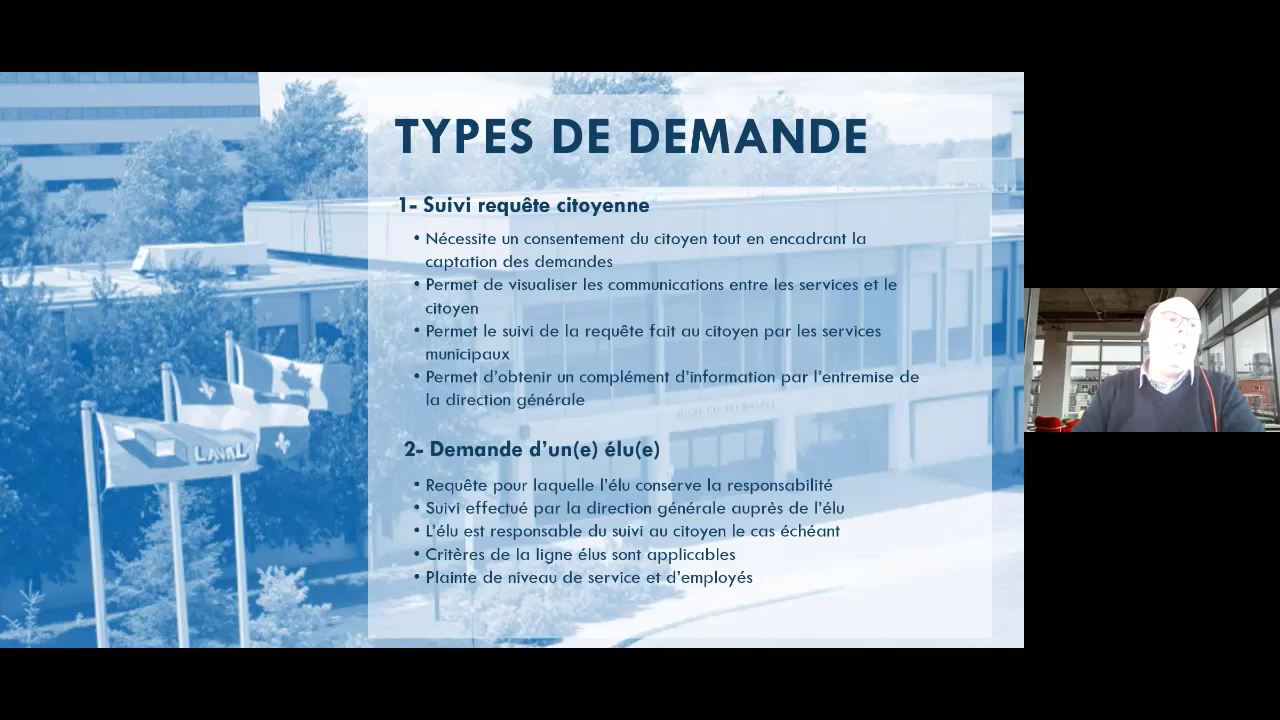 TYPES DE DEMANDE
1- Suivi requête citoyenne
• Nécessite un consentement du citoyen tout en encadrant la
captation des demandes
• Permet de visualiser les communications entre les services et le
citoyen
• Permet le suivi de la requête fait au citoyen par les services
municipaux
• Permet d’obtenir un complément d’information par l’entremise de
la direction générale
2- Demande d’un(e) élu(e)
• Requête pour laquelle l’élu conserve la responsabilité
• Suivi effectué par la direction générale auprès de l’élu
• L’élu est responsable du suivi au citoyen le cas échéant
• Critères de la ligne élus sont applicables
• Plainte de niveau de service et d’employés
LAVAL